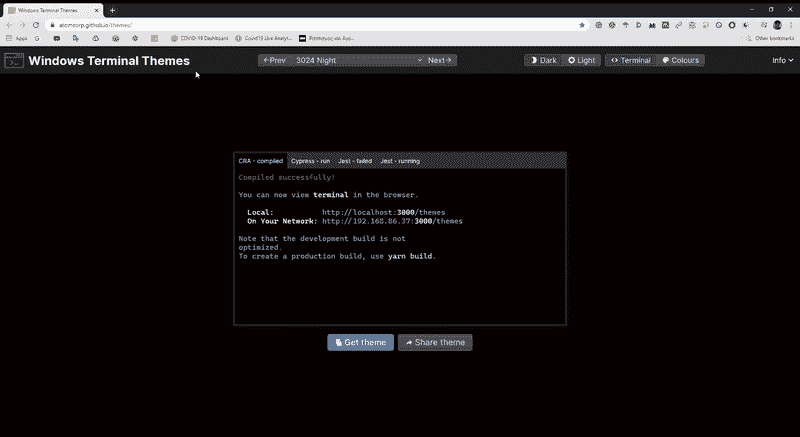 Windows Terminal Themes
atomcorp.github.io/themes/
Apps
COVID-19 Dashboard
Covid19 Live Analyt...
Other bookmarks
Windows Terminal Themes
←Prev 3024 Night Next→
Dark Light
Terminal Colours
Info
CRA - compiled Cypress - run Jest - failed Jest - running
Compiled successfully!
You can now view terminal in the browser.
Local: http://localhost:3000/themes
On Your Network: http://192.168.86.37:3000/themes
Note that the development build is not
optimized.
To create a production build, use yarn build.
Get theme Share theme